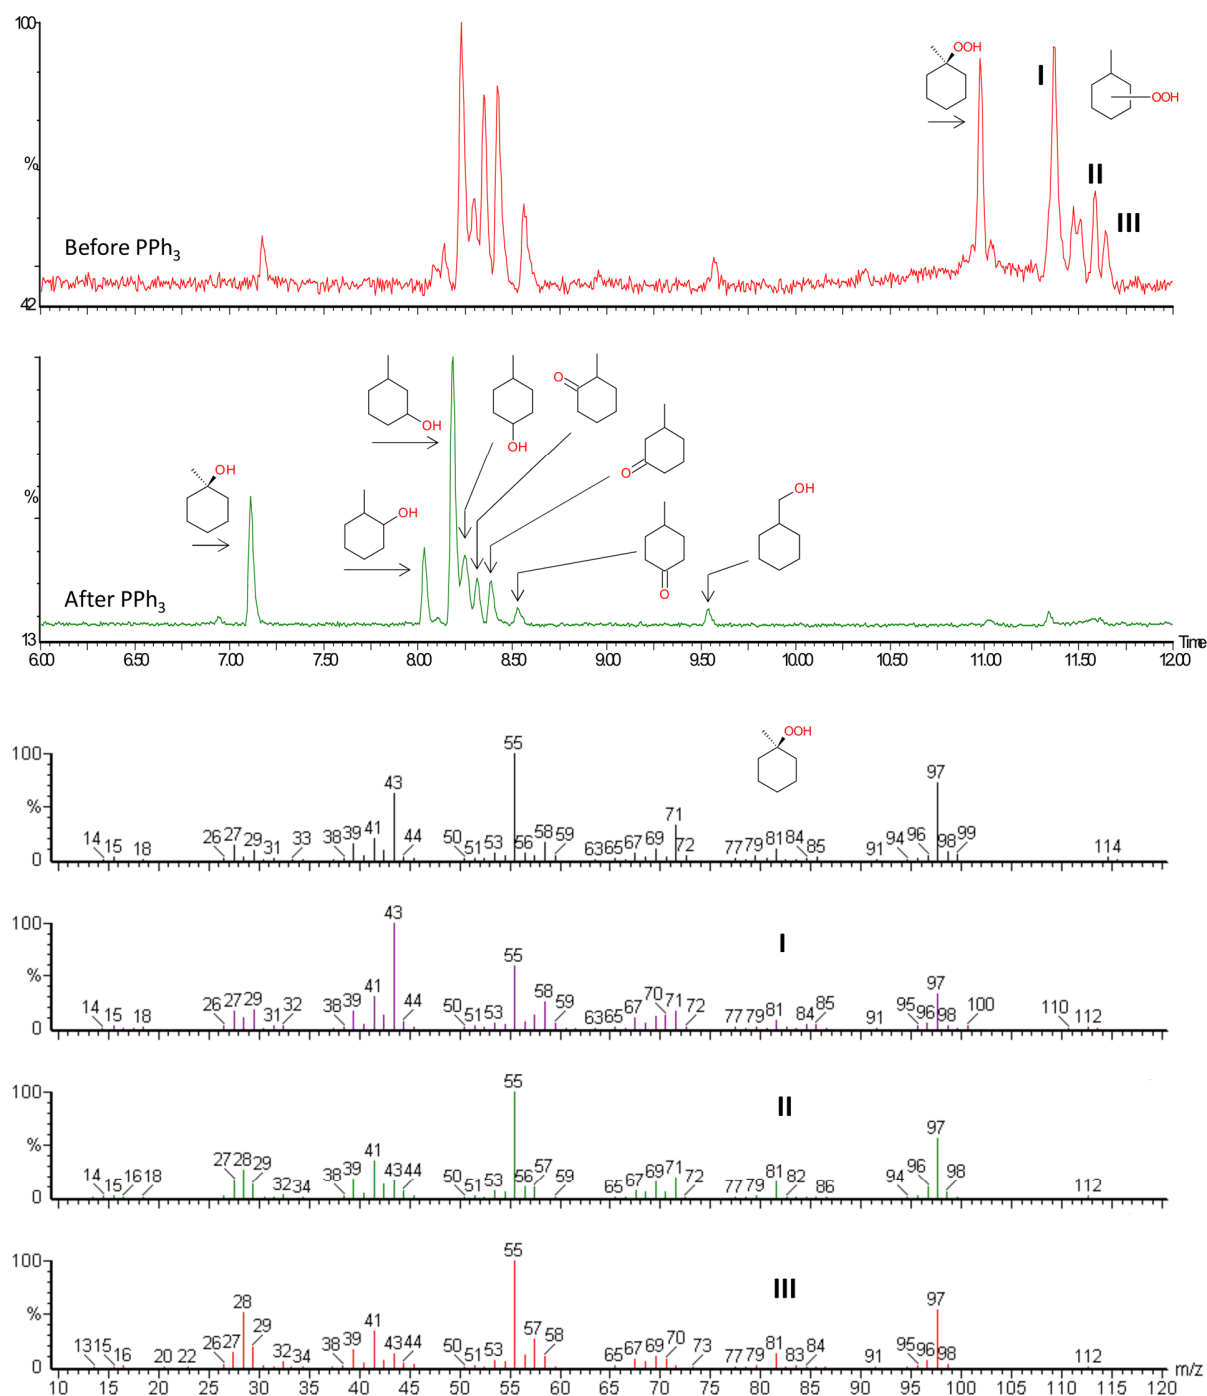 100
OOH
I
OOH
%
II
III
Before PPh3
42
OH
O
OH
O
OH
OH
OH
%
O
After PPh3
13
Time
6.00 6.50 7.00 7.50 8.00 8.50 9.00 9.50 10.00 10.50 11.00 11.50 12.00
OOH
100
%
0
14 15 18 26 27 29 31 33 38 39 41 43 44 50 51 53 55 56 58 59 63 65 67 69 71 72 77 79 81 84 85 91 94 96 97 98 99 114
I
100
%
0
14 15 18 26 27 29 31 32 38 39 41 43 44 50 51 53 55 58 59 63 65 67 70 71 72 77 79 81 84 85 91 95 96 97 98 100 110 112
II
100
%
0
14 15 16 18 27 28 29 32 34 38 39 41 43 44 50 51 53 55 56 57 59 65 67 69 71 72 77 79 81 82 86 94 96 97 98 112
III
100
%
0
13 15 16 20 22 26 27 28 29 32 34 38 39 41 43 44 50 51 53 55 57 58 65 67 69 70 73 77 79 81 83 84 91 95 96 97 98 112
10 15 20 25 30 35 40 45 50 55 60 65 70 75 80 85 90 95 100 105 110 115 120 m/z